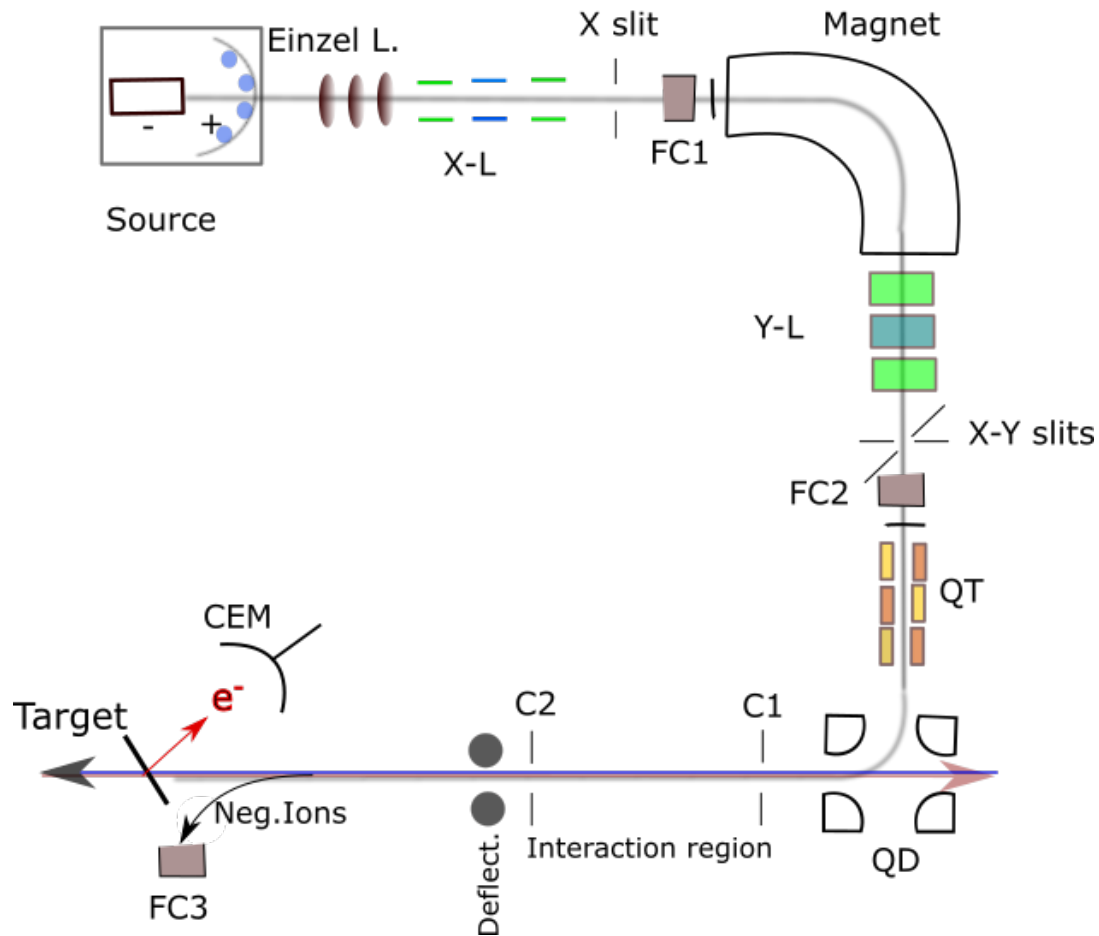 Einzel L.
X slit
Magnet
-
+
FC1
X-L
Source
Y-L
X-Y slits
FC2
QT
CEM
e-
Target
C2
C1
Neg.Ions
Interaction region
QD
FC3
Deflect.